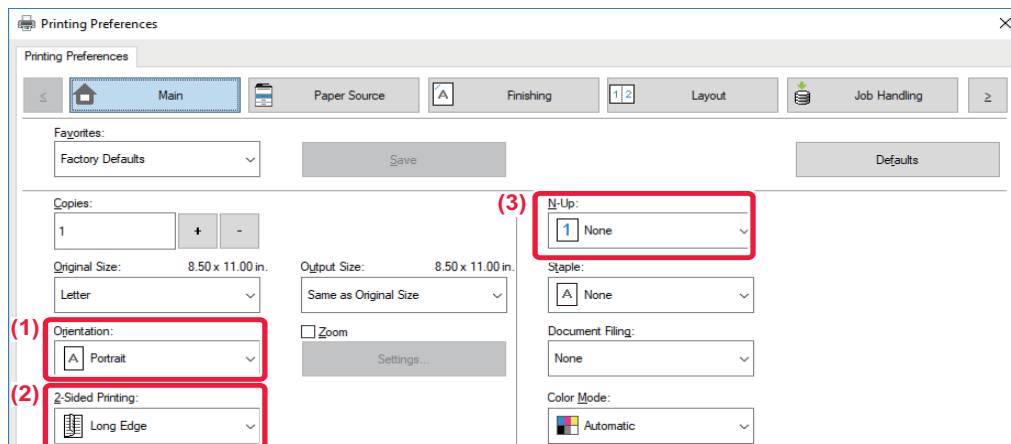 Printing Preferences
Printing Preferences
≤ Main Paper Source Finishing 1 2 Layout Job Handling ≥
Favorites:
Factory Defaults Save Defaults
Copies: (3) N-Up:
1 + - 1 None
Original Size: 8.50 x 11.00 in. Output Size: 8.50 x 11.00 in. Staple:
Letter Same as Original Size A None
(1) Orientation: Zoom Document Filing:
A Portrait Settings... None
(2) 2-Sided Printing: Color Mode:
Long Edge Automatic